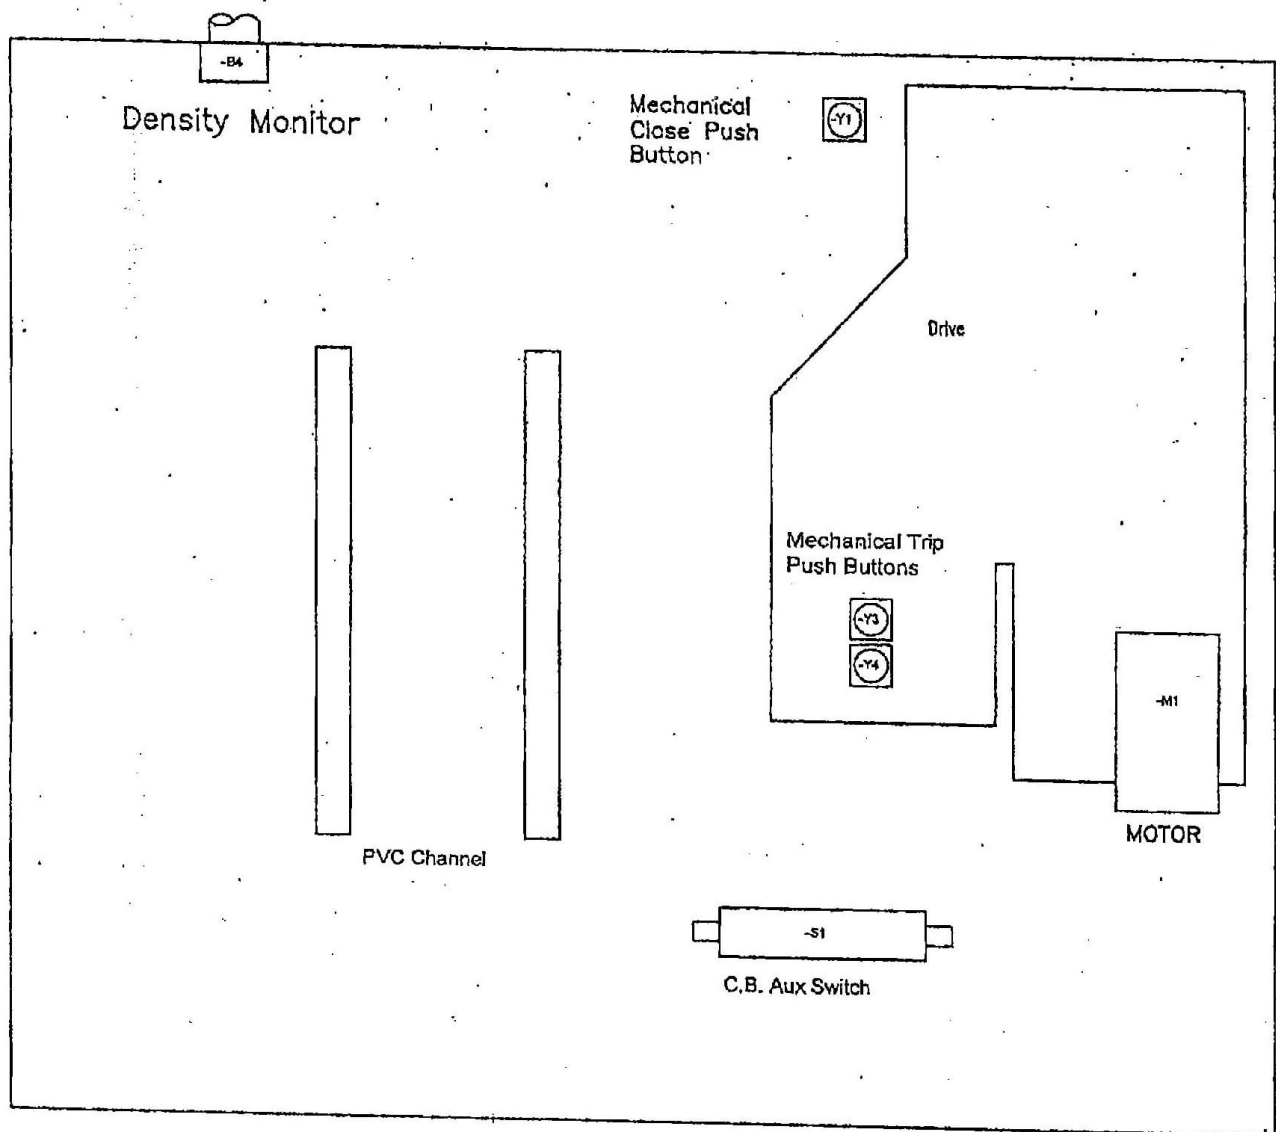 -B4
Density Monitor
Mechanical
Close Push
Button
-Y1
Drive
Mechanical Trip
Push Buttons
-Y3
-Y4
-M1
MOTOR
PVC Channel
-S1
C.B. Aux Switch